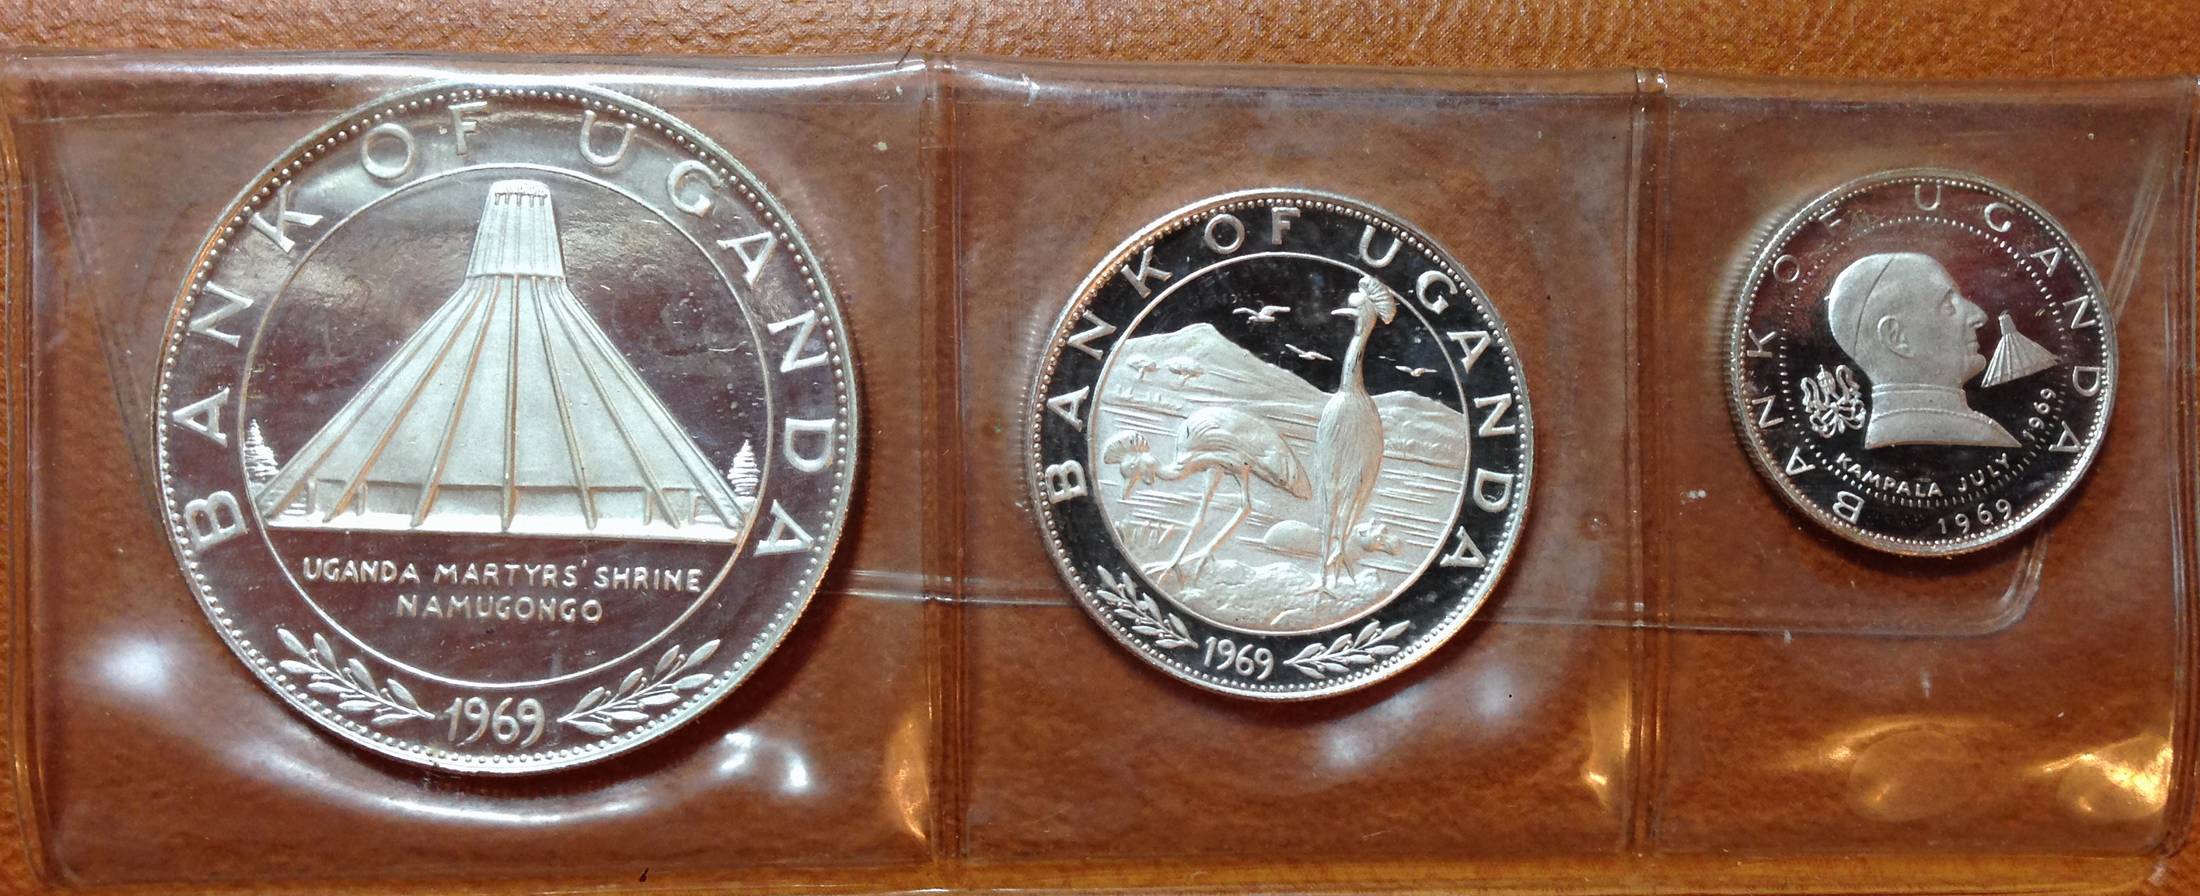 BANK OF UGANDA
UGANDA MARTYRS' SHRINE
NAMUGONGO
1969
BANK OF UGANDA
1969
BANK OF UGANDA
KAMPALA JULY 1969
1969